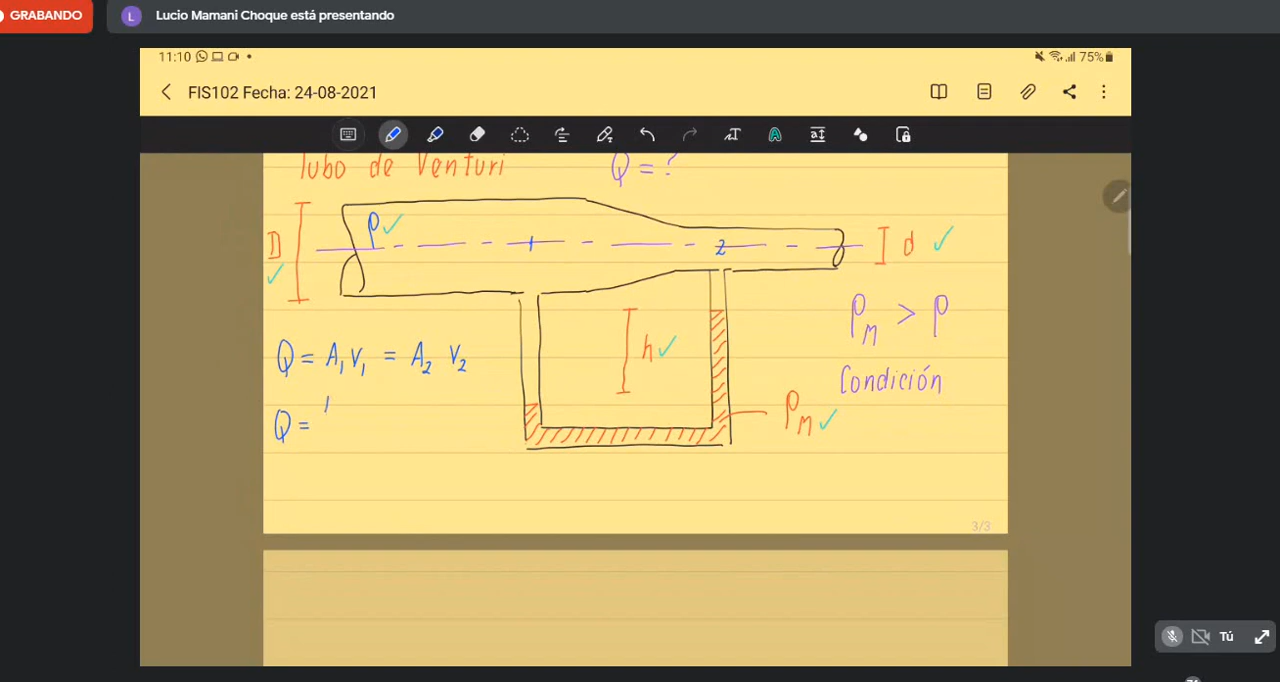 GRABANDO
L Lucio Mamani Choque está presentando
11:10
75%
FIS102 Fecha: 24-08-2021
Tubo de Venturi
Q = ?
D
ρ
1
2
d
ρM > ρ
Condición
h
ρM
Q = A1 V1 = A2 V2
Q =
3/3
Tú